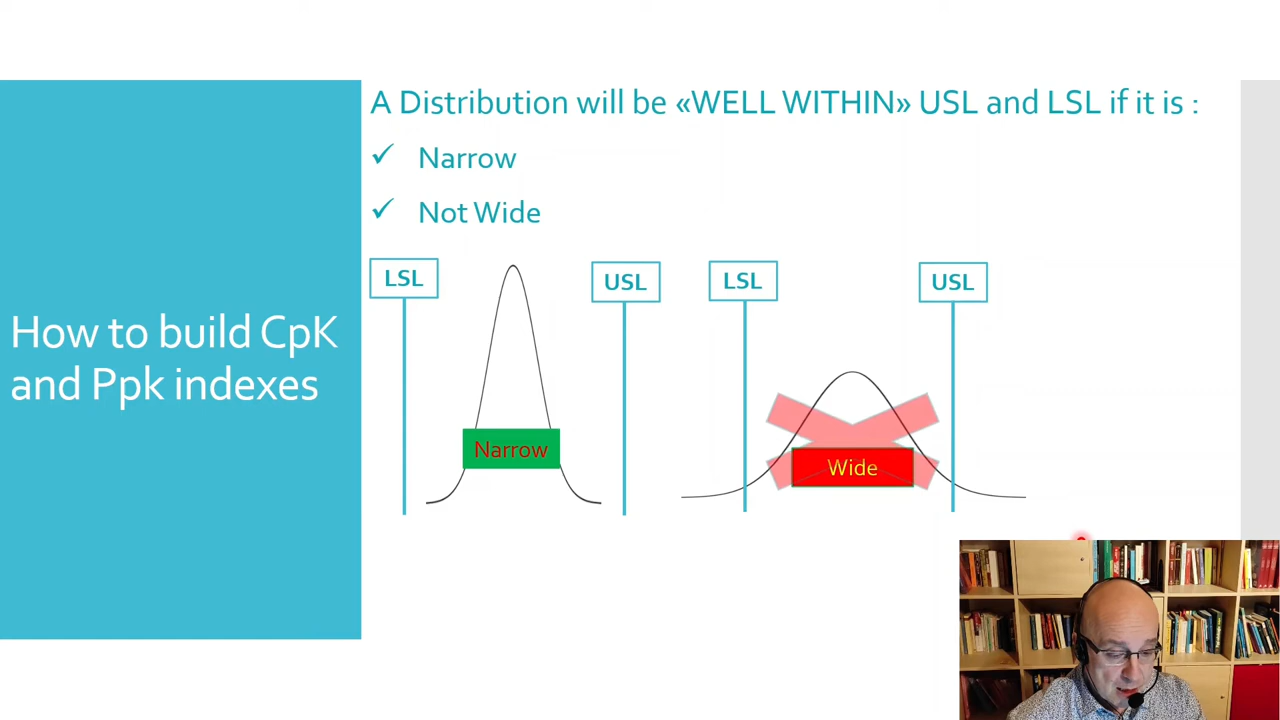 A Distribution will be «WELL WITHIN» USL and LSL if it is :
Narrow
Not Wide
How to build CpK
and Ppk indexes
LSL
USL
LSL
USL
Narrow
Wide